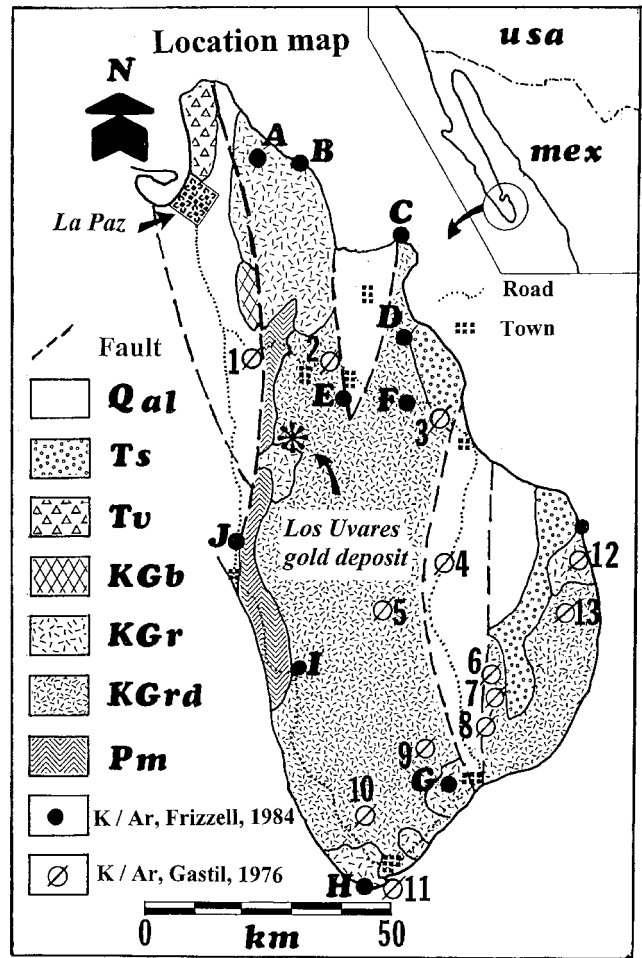 Location map
usa
mex
N
A
B
La Paz
C
Road
Town
D
Fault
1
2
E
F
3
Qal
Ts
Tv
KGb
KGr
KGrd
Pm
Los Uvares
gold deposit
J
4
12
5
13
I
6
7
8
9
G
10
K / Ar, Frizzell, 1984
K / Ar, Gastil, 1976
H
11
0
50
km